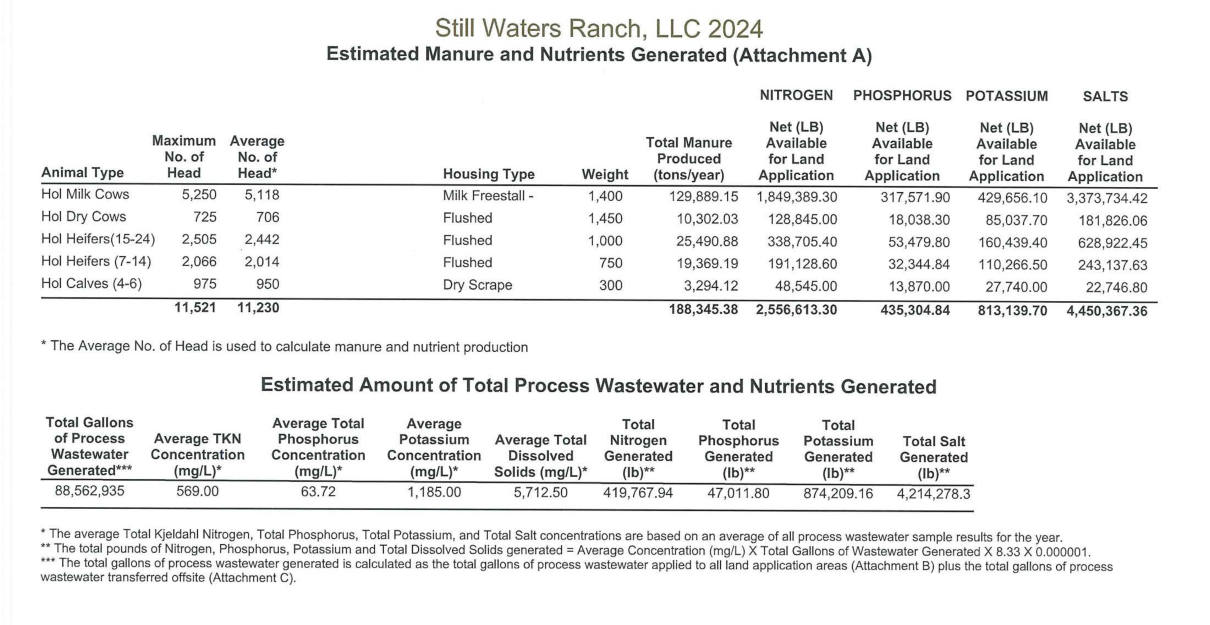 Still Waters Ranch, LLC 2024
Estimated Manure and Nutrients Generated (Attachment A)
NITROGEN PHOSPHORUS POTASSIUM SALTS
Animal Type Maximum No. of Head Average No. of Head* Housing Type Weight Total Manure Produced (tons/year) Net (LB) Available for Land Application Net (LB) Available for Land Application Net (LB) Available for Land Application Net (LB) Available for Land Application
Hol Milk Cows 5,250 5,118 Milk Freestall - 1,400 129,889.15 1,849,389.30 317,571.90 429,656.10 3,373,734.42
Hol Dry Cows 725 706 Flushed 1,450 10,302.03 128,845.00 18,038.30 85,037.70 181,826.06
Hol Heifers(15-24) 2,505 2,442 Flushed 1,000 25,490.88 338,705.40 53,479.80 160,439.40 628,922.45
Hol Heifers (7-14) 2,066 2,014 Flushed 750 19,369.19 191,128.60 32,344.84 110,266.50 243,137.63
Hol Calves (4-6) 975 950 Dry Scrape 300 3,294.12 48,545.00 13,870.00 27,740.00 22,746.80
11,521 11,230 188,345.38 2,556,613.30 435,304.84 813,139.70 4,450,367.36
* The Average No. of Head is used to calculate manure and nutrient production
Estimated Amount of Total Process Wastewater and Nutrients Generated
Total Gallons of Process Wastewater Generated*** Average TKN Concentration (mg/L)* Average Total Phosphorus Concentration (mg/L)* Average Potassium Concentration (mg/L)* Average Total Dissolved Solids (mg/L)* Total Nitrogen Generated (lb)** Total Phosphorus Generated (lb)** Total Potassium Generated (lb)** Total Salt Generated (lb)**
88,562,935 569.00 63.72 1,185.00 5,712.50 419,767.94 47,011.80 874,209.16 4,214,278.3
* The average Total Kjeldahl Nitrogen, Total Phosphorus, Total Potassium, and Total Salt concentrations are based on an average of all process wastewater sample results for the year.
** The total pounds of Nitrogen, Phosphorus, Potassium and Total Dissolved Solids generated = Average Concentration (mg/L) X Total Gallons of Wastewater Generated X 8.33 X 0.000001.
*** The total gallons of process wastewater generated is calculated as the total gallons of process wastewater applied to all land application areas (Attachment B) plus the total gallons of process
wastewater transferred offsite (Attachment C).